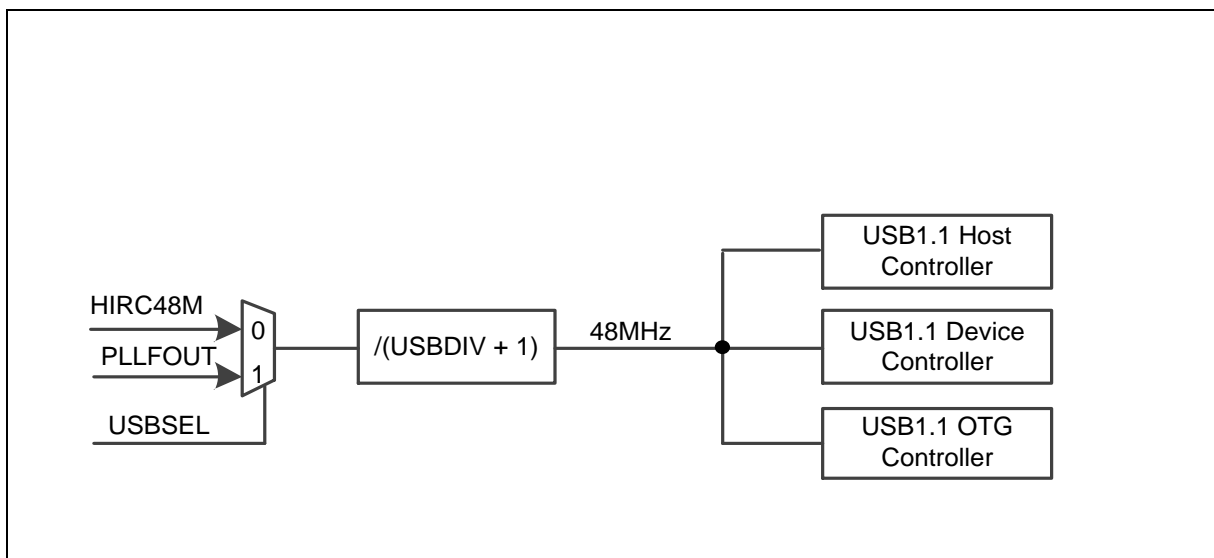 HIRC48M
PLLFOUT
USBSEL
0
1
/(USBDIV + 1)
48MHz
USB1.1 Host
Controller
USB1.1 Device
Controller
USB1.1 OTG
Controller